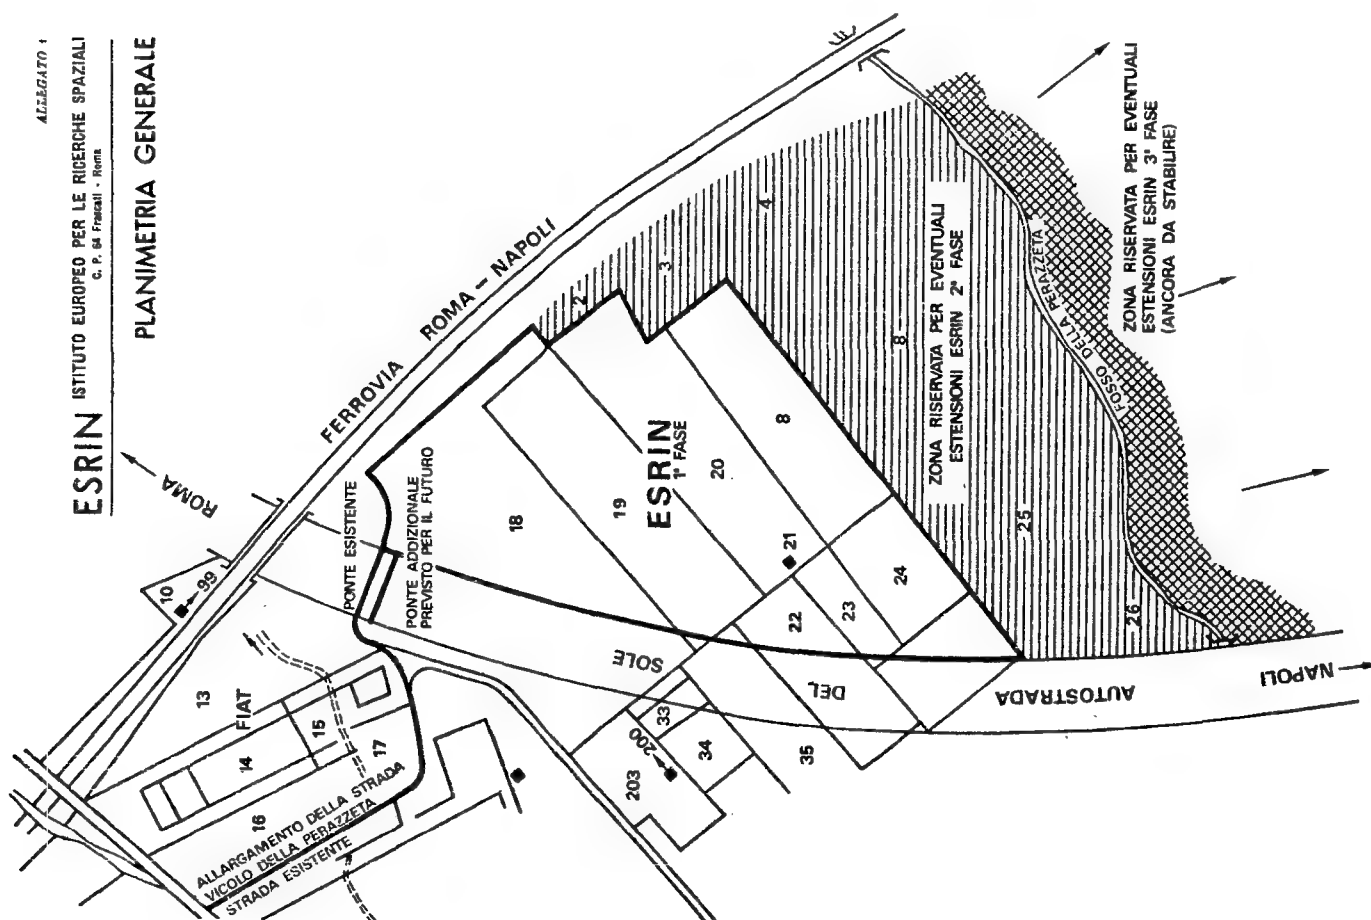 ALLEGATO 1
ESRIN
ISTITUTO EUROPEO PER LE RICERCHE SPAZIALI
C. P. 64 Frascati - Roma
PLANIMETRIA GENERALE
ROMA
FERROVIA ROMA – NAPOLI
10
99
13
FIAT
14
15
16
17
ALLARGAMENTO DELLA STRADA
VICOLO DELLA PERAZZETA
STRADA ESISTENTE
PONTE ESISTENTE
PONTE ADDIZIONALE
PREVISTO PER IL FUTURO
18
19
ESRIN
1ª FASE
20
8
21
22
23
24
2
3
4
8
ZONA RISERVATA PER EVENTUALI
ESTENSIONI ESRIN 2ª FASE
25
26
FOSSO DELLA PERAZZETA
ZONA RISERVATA PER EVENTUALI
ESTENSIONI ESRIN 3ª FASE
(ANCORA DA STABILIRE)
33
200
203
34
35
AUTOSTRADA
DEL
SOLE
NAPOLI